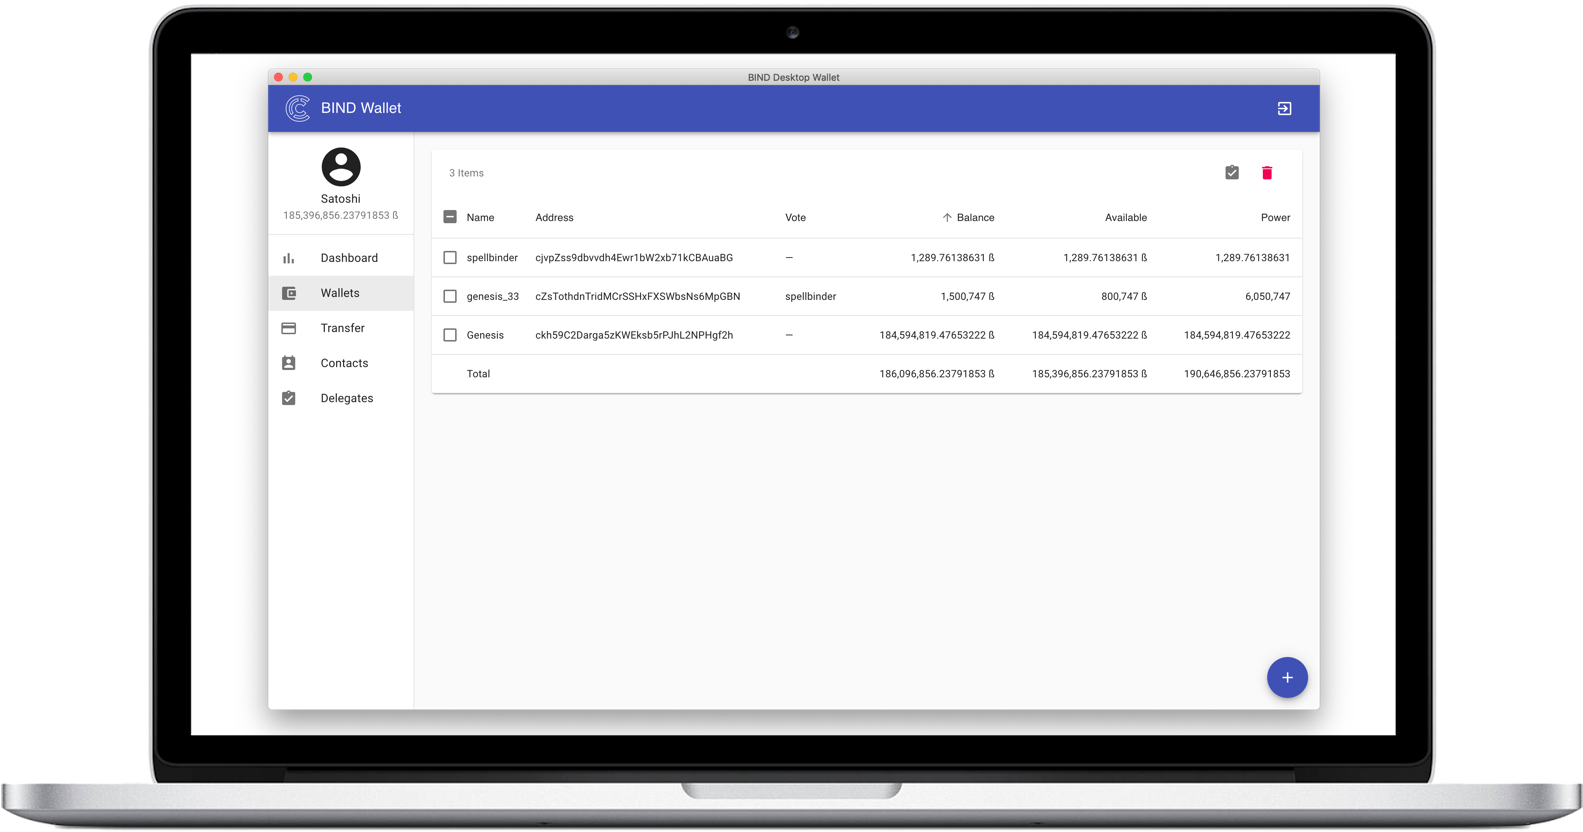 BIND Desktop Wallet
BIND Wallet
Satoshi
185,396,856.23791853 ß
Dashboard
Wallets
Transfer
Contacts
Delegates
3 Items
Name Address Vote Balance Available Power
spellbinder cjvpZss9dbvvdh4Ewr1bW2xb71kCBAuaBG – 1,289.76138631 ß 1,289.76138631 ß 1,289.76138631
genesis_33 cZsTothdnTridMCrSSHxFXSWbsNs6MpGBN spellbinder 1,500,747 ß 800,747 ß 6,050,747
Genesis ckh59C2Darga5zKWEksb5rPJhL2NPHgf2h – 184,594,819.47653222 ß 184,594,819.47653222 ß 184,594,819.47653222
Total 186,096,856.23791853 ß 185,396,856.23791853 ß 190,646,856.23791853